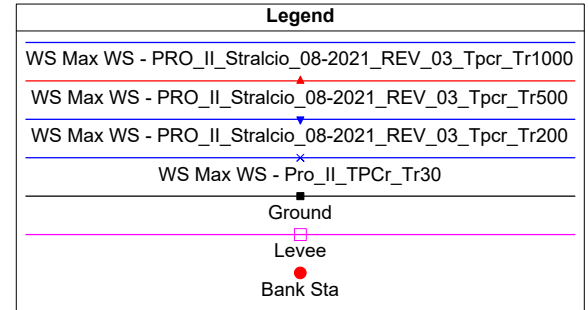 Legend
WS Max WS - PRO_II_Stralcio_08-2021_REV_03_Tpcr_Tr1000
WS Max WS - PRO_II_Stralcio_08-2021_REV_03_Tpcr_Tr500
WS Max WS - PRO_II_Stralcio_08-2021_REV_03_Tpcr_Tr200
WS Max WS - Pro_II_TPCr_Tr30
Ground
Levee
Bank Sta